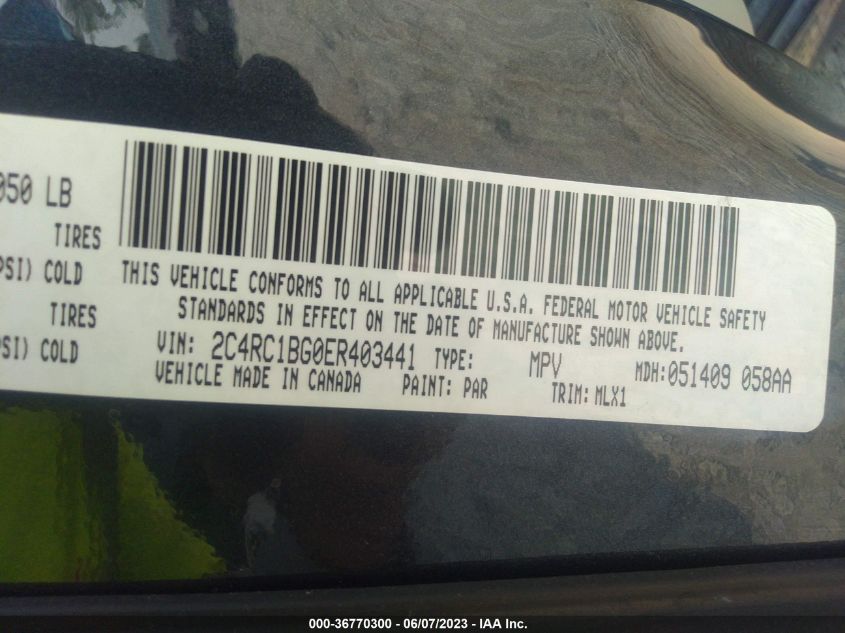 050 LB
TIRES
PSI) COLD
TIRES
SI) COLD
THIS VEHICLE CONFORMS TO ALL APPLICABLE U.S.A. FEDERAL MOTOR VEHICLE SAFETY
STANDARDS IN EFFECT ON THE DATE OF MANUFACTURE SHOWN ABOVE.
VIN: 2C4RC1BG0ER403441 TYPE: MPV MDH:051409 058AA
VEHICLE MADE IN CANADA PAINT: PAR TRIM: MLX1
000-36770300 - 06/07/2023 - IAA Inc.